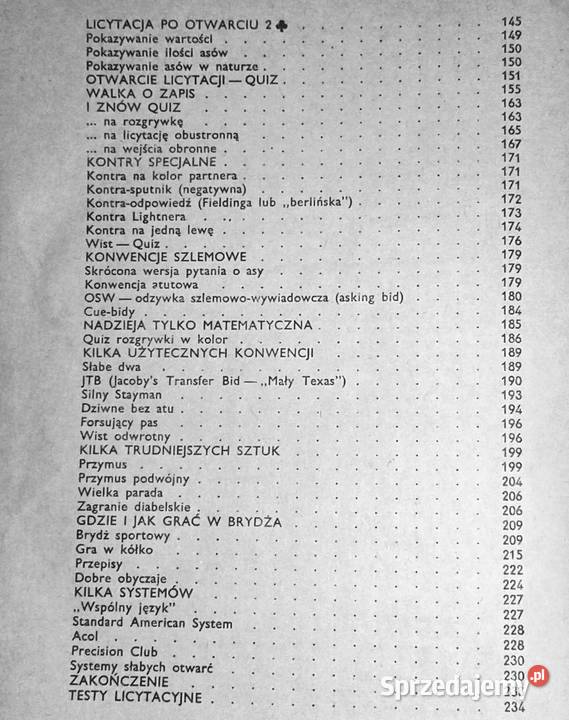 LICYTACJA PO OTWARCIU 2 ♣ . . . . . 145
Pokazywanie wartości . . . . . 149
Pokazywanie ilości asów . . . . . 150
Pokazywanie asów w naturze . . . . . 150
OTWARCIE LICYTACJI — QUIZ . . . . . 151
WALKA O ZAPIS . . . . . 155
I ZNÓW QUIZ . . . . . 163
... na rozgrywkę . . . . . 163
... na licytację obustronną . . . . . 165
... na wejścia obronne . . . . . 167
KONTRY SPECJALNE . . . . . 171
Kontra na kolor partnera . . . . . 171
Kontra-sputnik (negatywna) . . . . . 171
Kontra-odpowiedź (Fieldinga lub „berlińska”) . . . . . 172
Kontra Lightnera . . . . . 173
Kontra na jedną lewę . . . . . 174
Wist — Quiz . . . . . 176
KONWENCJE SZLEMOWE . . . . . 179
Skrócona wersja pytania o asy . . . . . 179
Konwencja atutowa . . . . . 179
OSW — odzywka szlemowo-wywiadowcza (asking bid) . . . . . 180
Cue-bidy . . . . . 184
NADZIEJA TYLKO MATEMATYCZNA . . . . . 185
Quiz rozgrywki w kolor . . . . . 186
KILKA UŻYTECZNYCH KONWENCJI . . . . . 189
Słabe dwa . . . . . 189
JTB (Jacoby's Transfer Bid — „Mały Texas”) . . . . . 190
Silny Stayman . . . . . 193
Dziwne bez atu . . . . . 194
Forsujący pas . . . . . 196
Wist odwrotny . . . . . 196
KILKA TRUDNIEJSZYCH SZTUK . . . . . 199
Przymus . . . . . 199
Przymus podwójny . . . . . 204
Wielka parada . . . . . 206
Zagranie diabelskie . . . . . 206
GDZIE I JAK GRAĆ W BRYDŻA . . . . . 209
Brydż sportowy . . . . . 209
Gra w kółko . . . . . 215
Przepisy . . . . . 222
Dobre obyczaje . . . . . 224
KILKA SYSTEMÓW . . . . . 227
„Wspólny język” . . . . . 227
Standard American System . . . . . 228
Acol . . . . . 228
Precision Club . . . . . 230
Systemy słabych otwarć . . . . . 230
ZAKOŃCZENIE . . . . .
TESTY LICYTACYJNE . . . . . 234
Sprzedajemy.pl